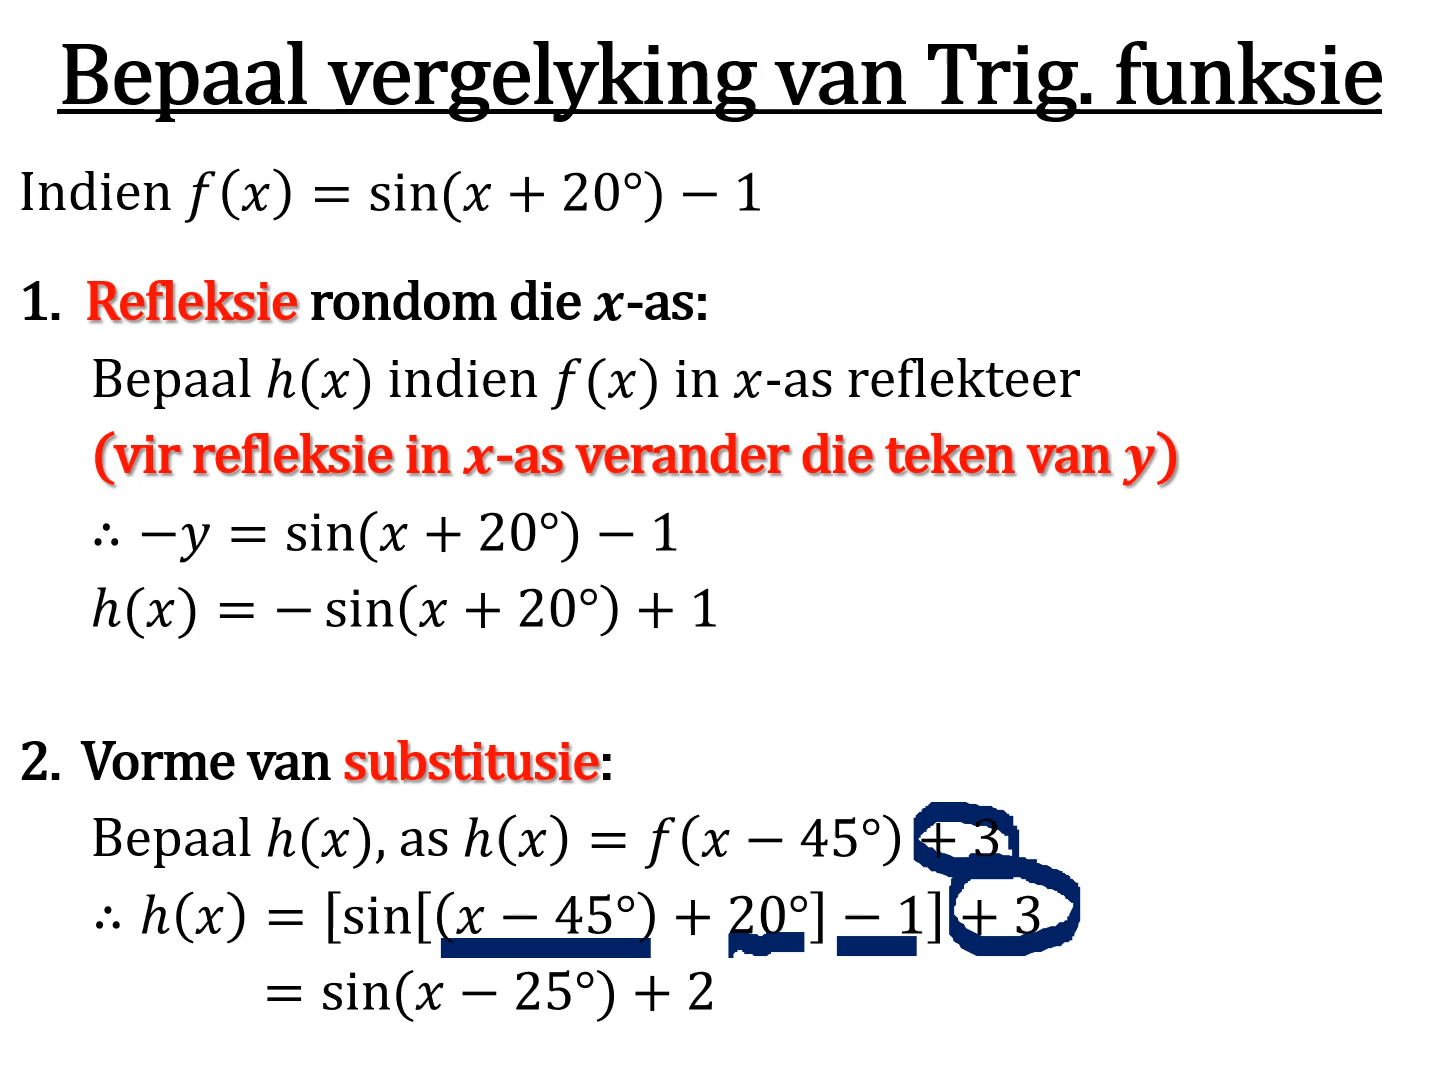 Bepaal vergelyking van Trig. funksie
Indien f(x) = sin(x + 20°) − 1
1. Refleksie rondom die x-as:
Bepaal h(x) indien f(x) in x-as reflekteer
(vir refleksie in x-as verander die teken van y)
∴ −y = sin(x + 20°) − 1
h(x) = − sin(x + 20°) + 1
2. Vorme van substitusie:
Bepaal h(x), as h(x) = f(x − 45°) + 3
∴ h(x) = [sin[(x − 45°) + 20°] − 1] + 3
= sin(x − 25°) + 2